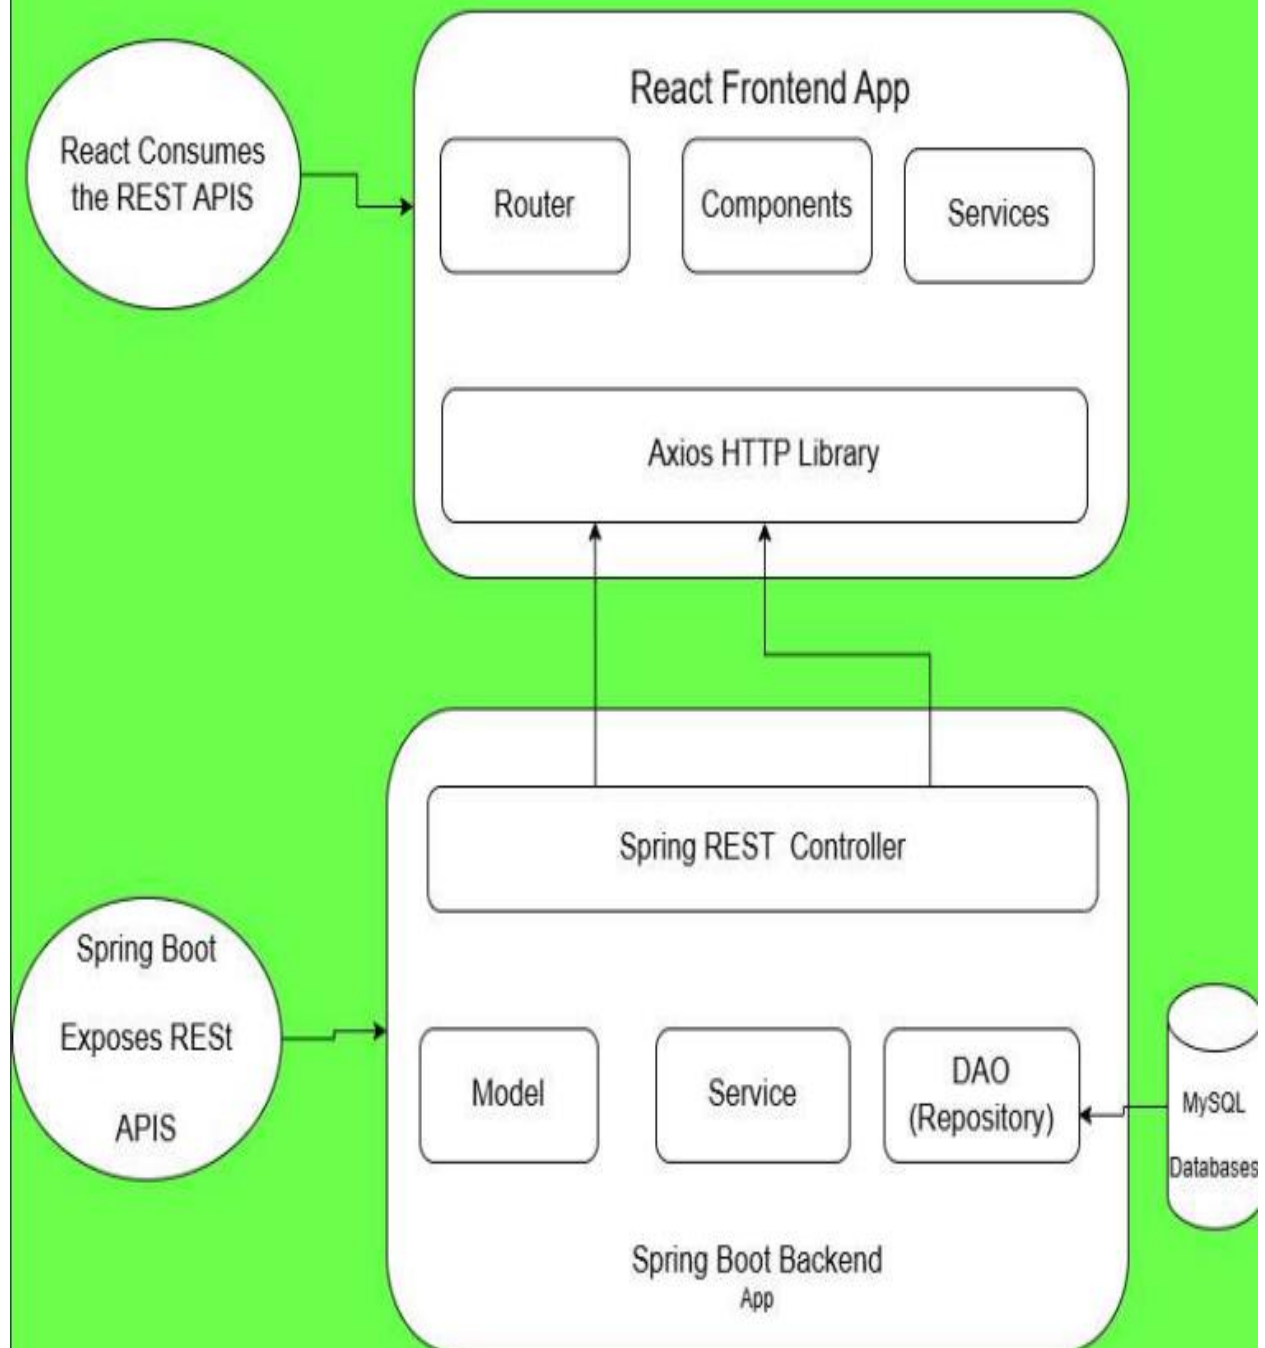 React Frontend App
React Consumes
the REST APIS
Router
Components
Services
Axios HTTP Library
Spring REST Controller
Spring Boot
Exposes RESt
APIS
Model
Service
DAO
(Repository)
MySQL
Databases
Spring Boot Backend
App